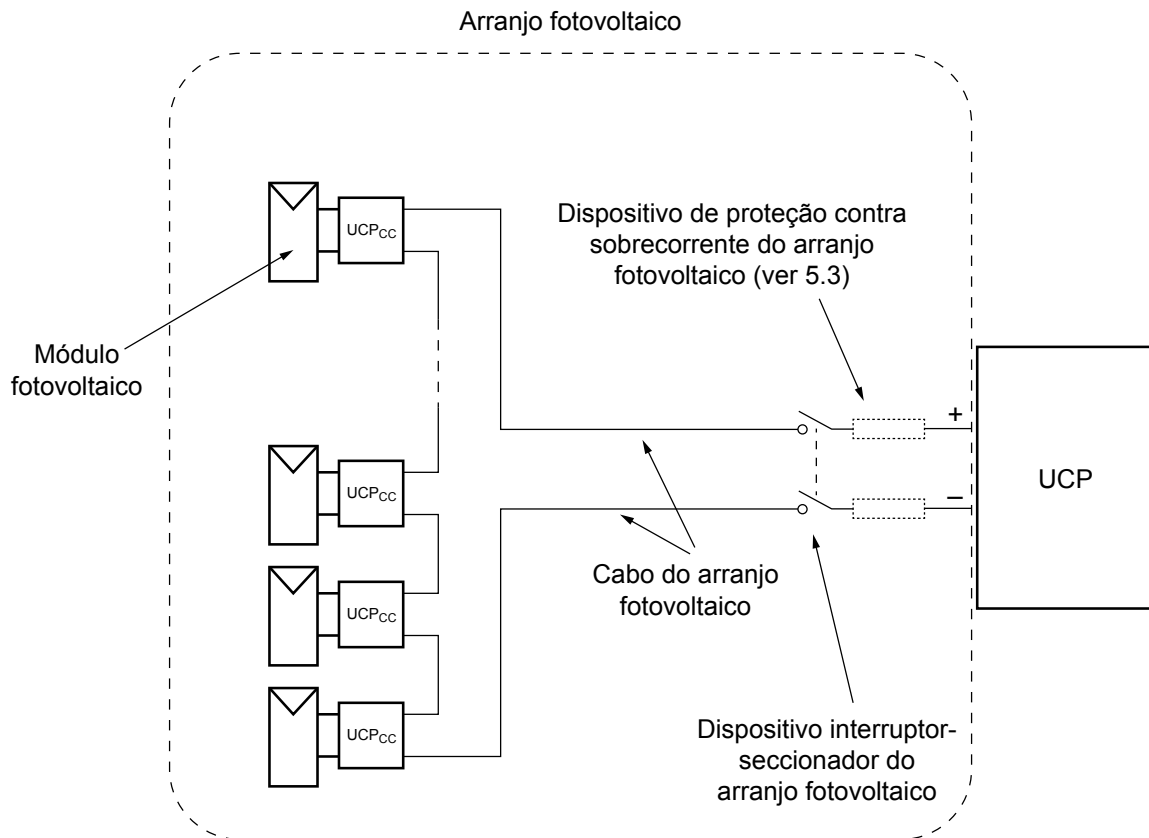 Arranjo fotovoltaico
Dispositivo de proteção contra
sobrecorrente do arranjo
fotovoltaico (ver 5.3)
UCPCC
Módulo
fotovoltaico
UCPCC
+
–
UCP
UCPCC
Cabo do arranjo
fotovoltaico
UCPCC
Dispositivo interruptor-
seccionador do
arranjo fotovoltaico